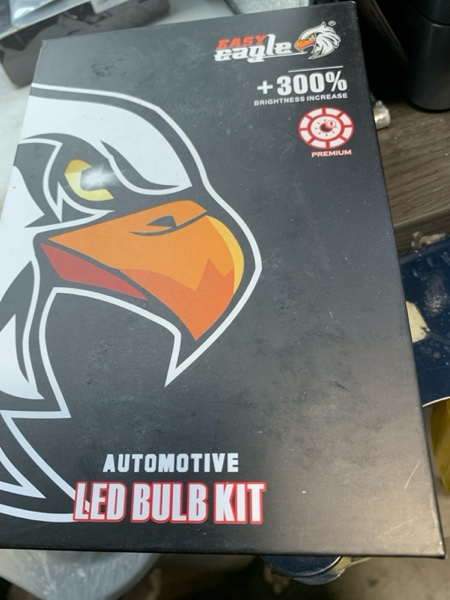 EASY
eagle®
+300%
BRIGHTNESS INCREASE
PREMIUM
AUTOMOTIVE
LED BULB KIT